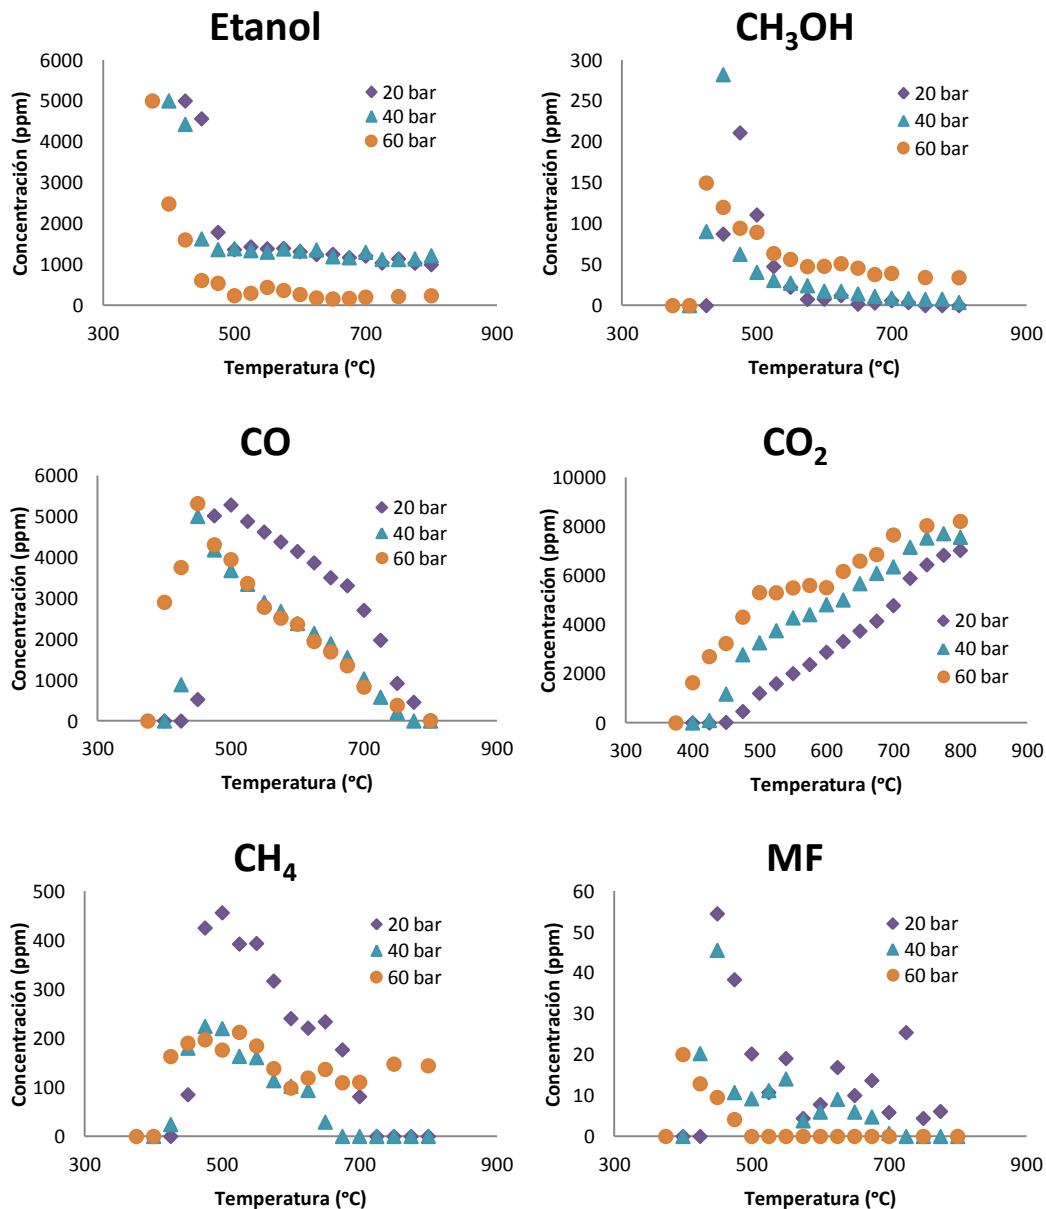 Etanol
6000
5000
4000
3000
2000
1000
0
300
500
700
900
Concentración (ppm)
Temperatura (°C)
20 bar
40 bar
60 bar
CH₃OH
300
250
200
150
100
50
0
300
500
700
900
Concentración (ppm)
Temperatura (°C)
20 bar
40 bar
60 bar
CO
6000
5000
4000
3000
2000
1000
0
300
500
700
900
Concentración (ppm)
Temperatura (°C)
20 bar
40 bar
60 bar
CO₂
10000
8000
6000
4000
2000
0
300
400
500
600
700
800
900
Concentración (ppm)
Temperatura (°C)
20 bar
40 bar
60 bar
CH₄
500
400
300
200
100
0
300
500
700
900
Concentración (ppm)
Temperatura (°C)
20 bar
40 bar
60 bar
MF
60
50
40
30
20
10
0
300
500
700
900
Concentración (ppm)
Temperatura (°C)
20 bar
40 bar
60 bar